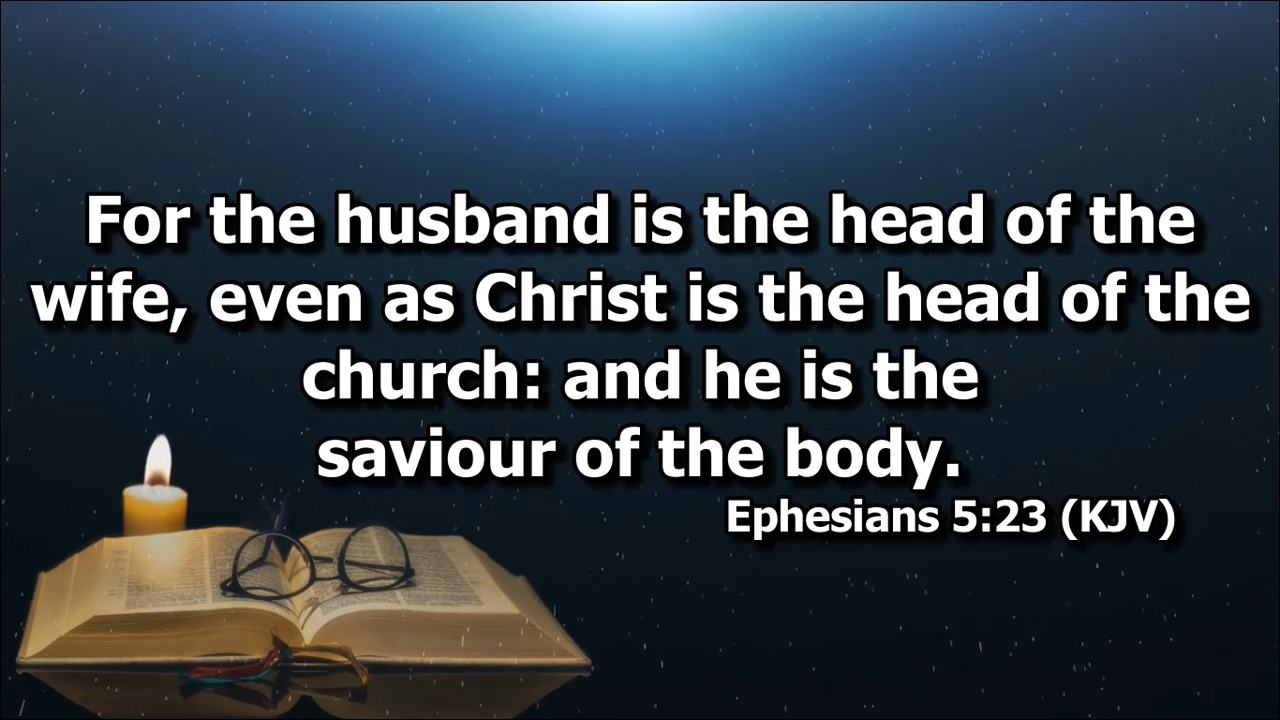 For the husband is the head of the
wife, even as Christ is the head of the
church: and he is the
saviour of the body.
Ephesians 5:23 (KJV)